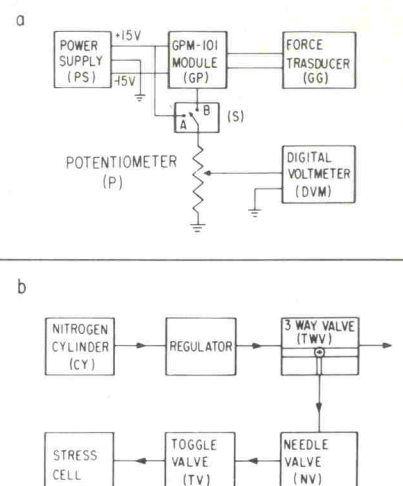 a
POWER
SUPPLY
(PS)
+15V
-15V
GPM-101
MODULE
(GP)
FORCE
TRASDUCER
(GG)
A
B
(S)
POTENTIOMETER
(P)
DIGITAL
VOLTMETER
(DVM)
b
NITROGEN
CYLINDER
(CY)
REGULATOR
3 WAY VALVE
(TWV)
STRESS
CELL
TOGGLE
VALVE
(TV)
NEEDLE
VALVE
(NV)